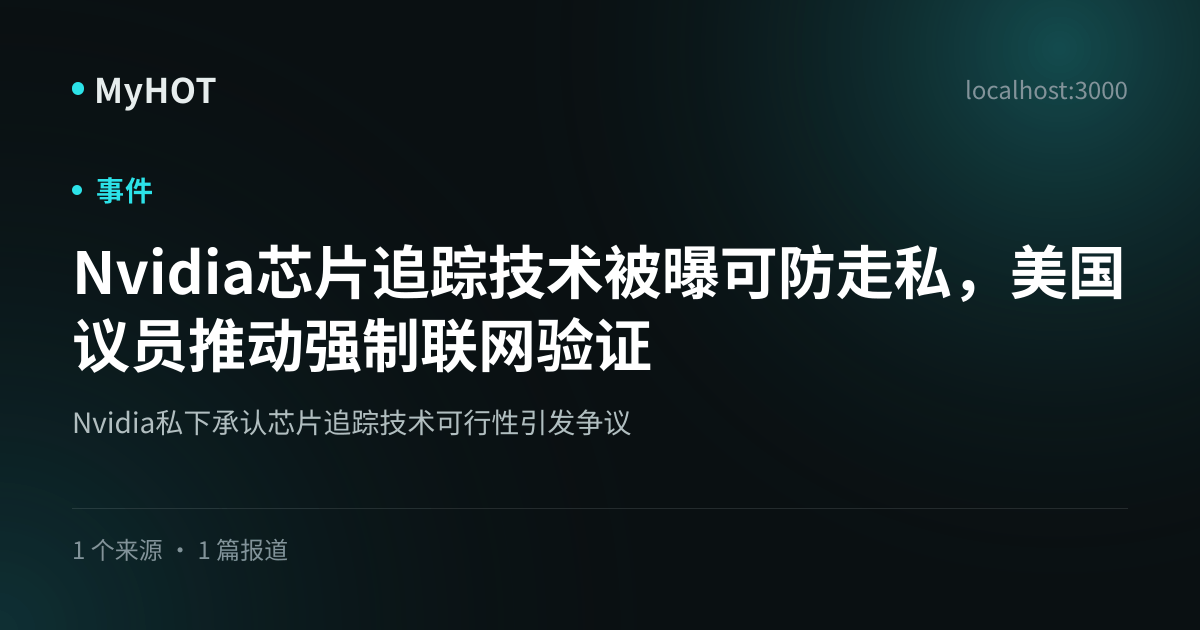 MyHOT
localhost:3000
事件
Nvidia芯片追踪技术被曝可防走私，美国
议员推动强制联网验证
Nvidia私下承认芯片追踪技术可行性引发争议
1 个来源 · 1 篇报道